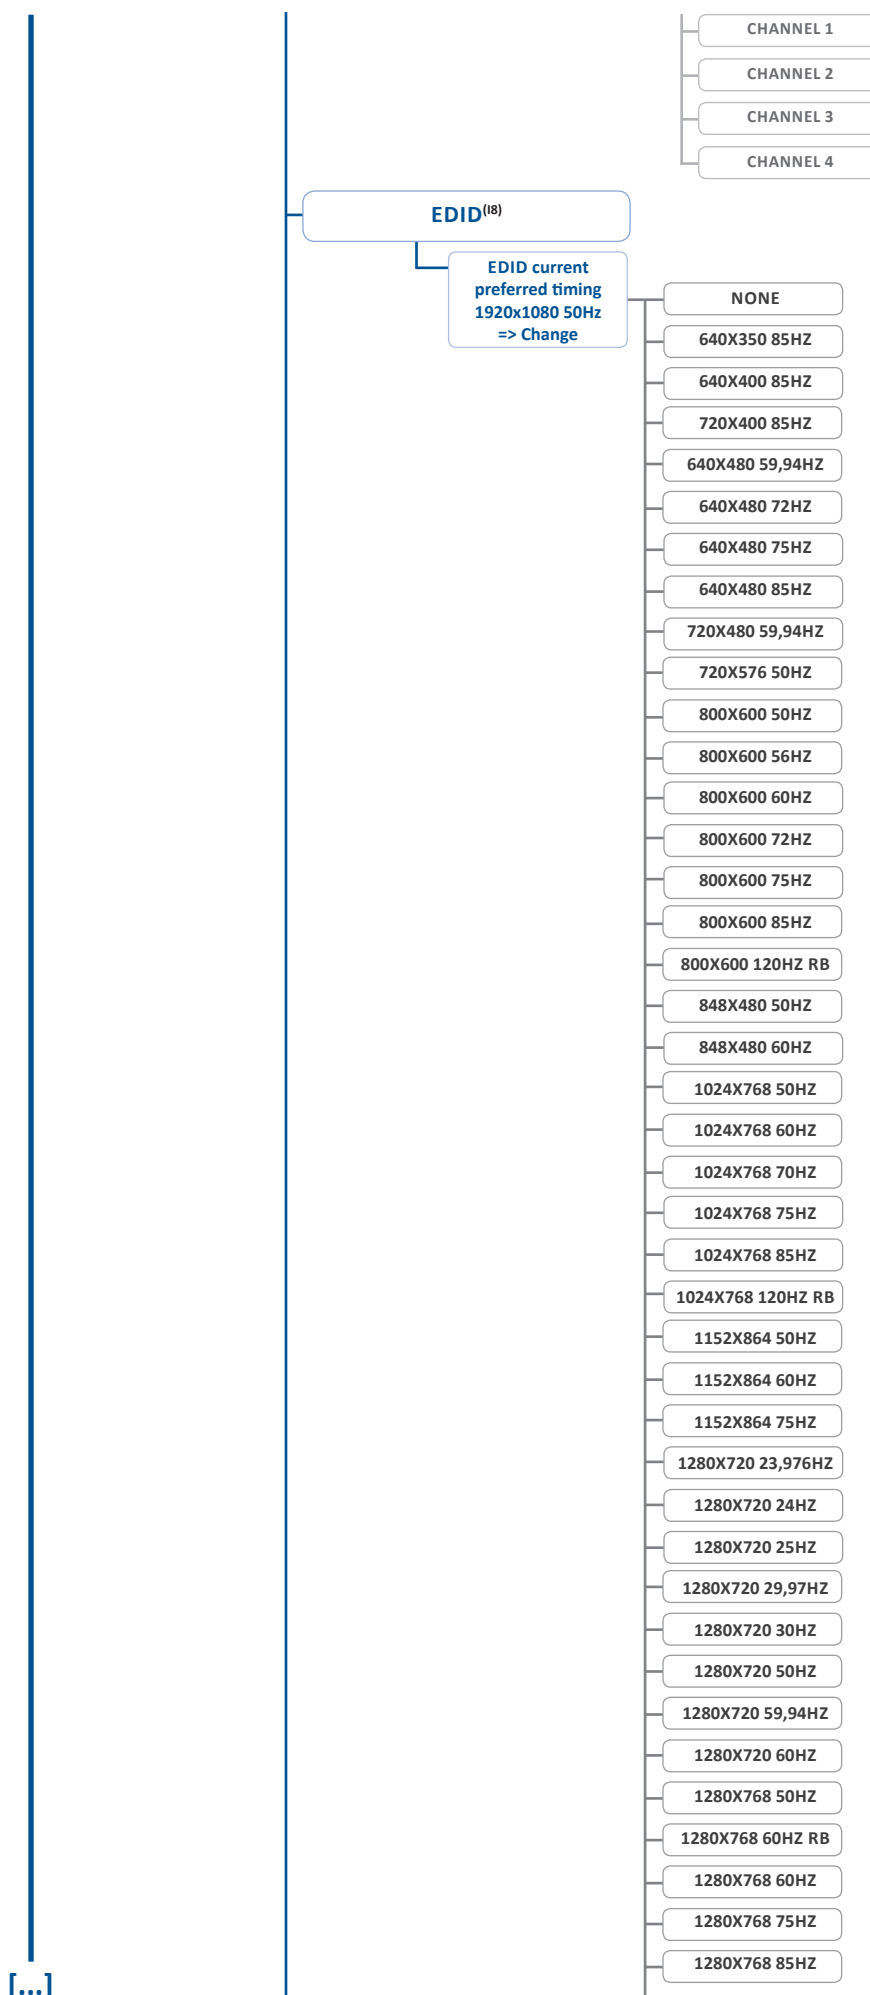 CHANNEL 1
CHANNEL 2
CHANNEL 3
CHANNEL 4
EDID(I8)
EDID current
preferred timing
1920x1080 50Hz
=> Change
NONE
640X350 85HZ
640X400 85HZ
720X400 85HZ
640X480 59,94HZ
640X480 72HZ
640X480 75HZ
640X480 85HZ
720X480 59,94HZ
720X576 50HZ
800X600 50HZ
800X600 56HZ
800X600 60HZ
800X600 72HZ
800X600 75HZ
800X600 85HZ
800X600 120HZ RB
848X480 50HZ
848X480 60HZ
1024X768 50HZ
1024X768 60HZ
1024X768 70HZ
1024X768 75HZ
1024X768 85HZ
1024X768 120HZ RB
1152X864 50HZ
1152X864 60HZ
1152X864 75HZ
1280X720 23,976HZ
1280X720 24HZ
1280X720 25HZ
1280X720 29,97HZ
1280X720 30HZ
1280X720 50HZ
1280X720 59,94HZ
1280X720 60HZ
1280X768 50HZ
1280X768 60HZ RB
1280X768 60HZ
1280X768 75HZ
1280X768 85HZ
[...]